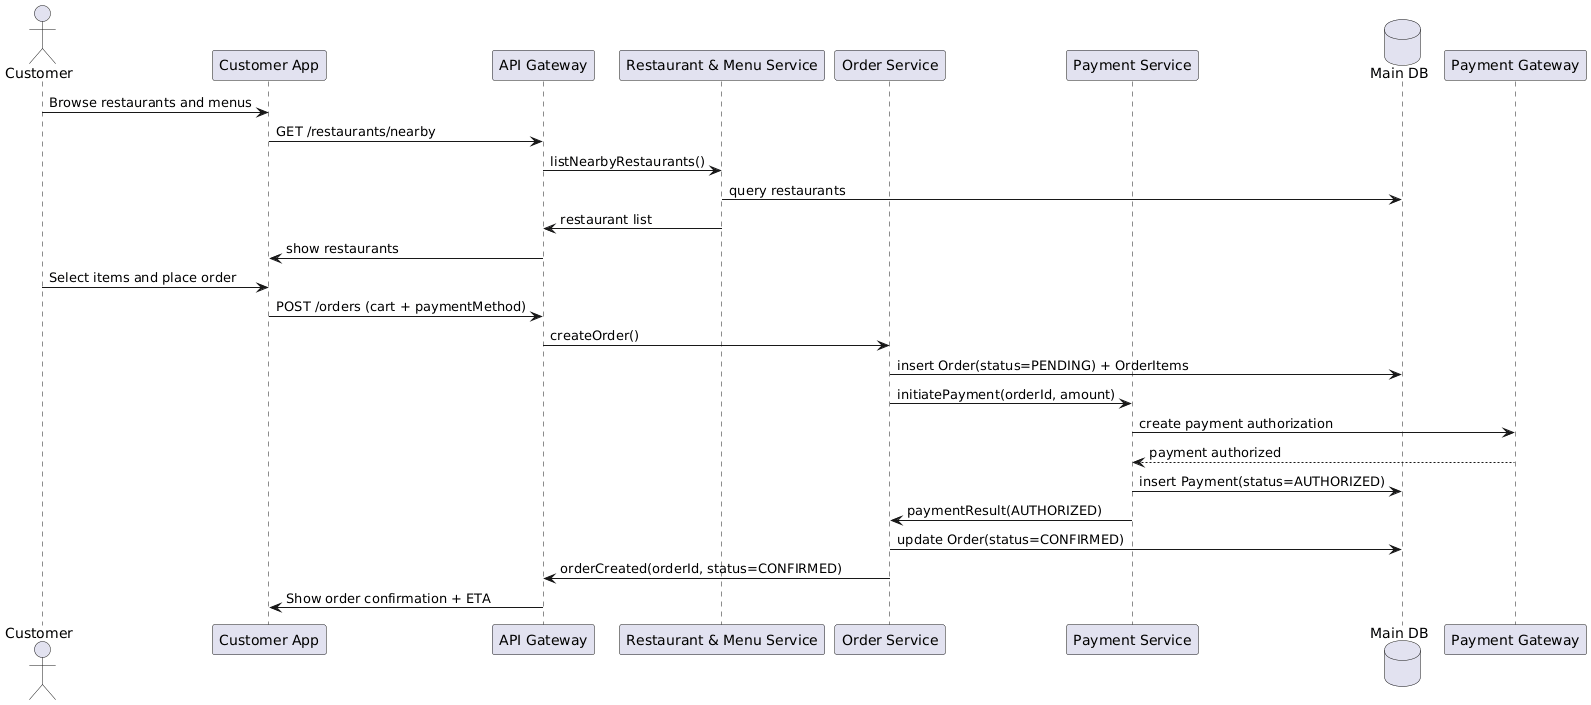 Customer
Customer App
API Gateway
Restaurant & Menu Service
Order Service
Payment Service
Main DB
Payment Gateway
Browse restaurants and menus
GET /restaurants/nearby
listNearbyRestaurants()
query restaurants
restaurant list
show restaurants
Select items and place order
POST /orders (cart + paymentMethod)
createOrder()
insert Order(status=PENDING) + OrderItems
initiatePayment(orderId, amount)
create payment authorization
payment authorized
insert Payment(status=AUTHORIZED)
paymentResult(AUTHORIZED)
update Order(status=CONFIRMED)
orderCreated(orderId, status=CONFIRMED)
Show order confirmation + ETA
Customer
Customer App
API Gateway
Restaurant & Menu Service
Order Service
Payment Service
Main DB
Payment Gateway